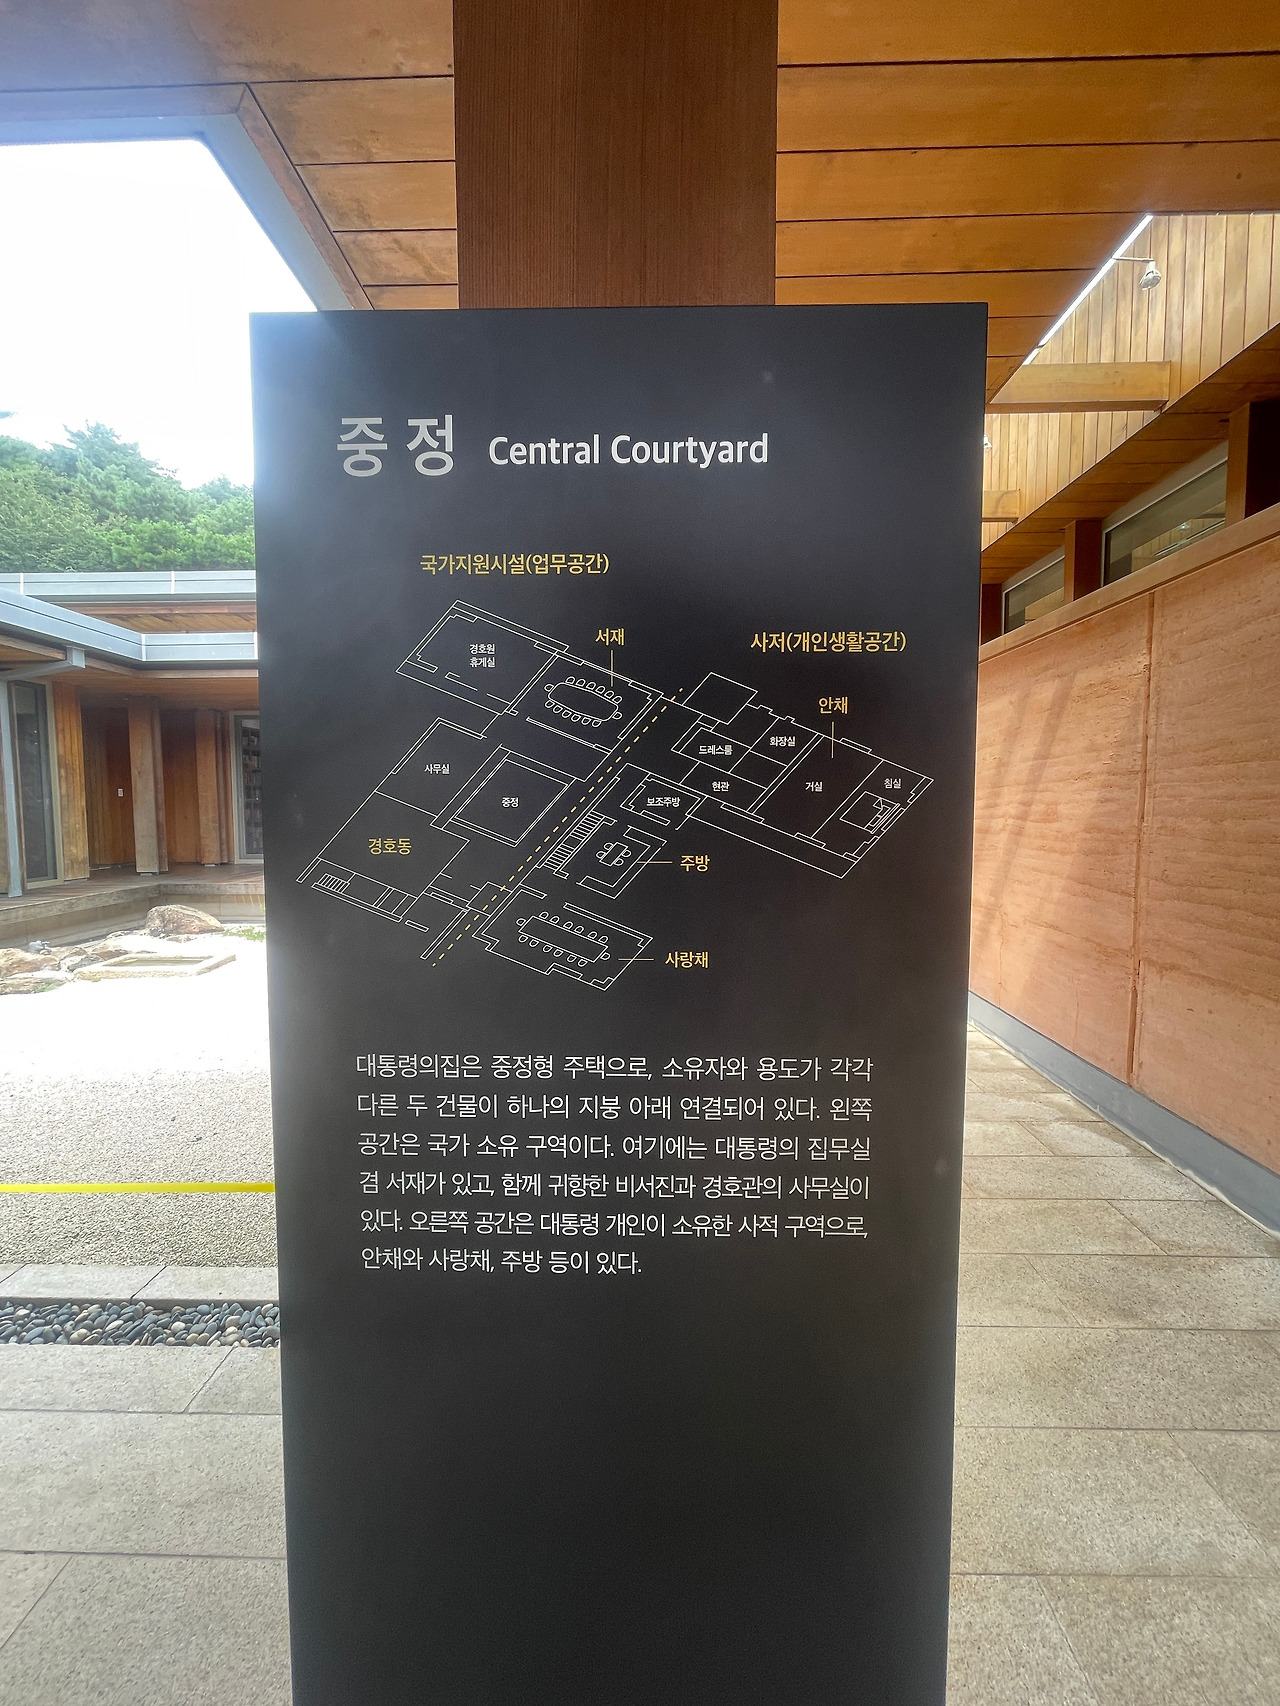 중정 Central Courtyard
국가지원시설(업무공간)
서재
사저(개인생활공간)
경호원
휴게실
안채
드레스룸
화장실
사무실
현관
거실
침실
중정
보조주방
경호동
주방
사랑채
대통령의집은 중정형 주택으로, 소유자와 용도가 각각
다른 두 건물이 하나의 지붕 아래 연결되어 있다. 왼쪽
공간은 국가 소유 구역이다. 여기에는 대통령의 집무실
겸 서재가 있고, 함께 귀향한 비서진과 경호관의 사무실이
있다. 오른쪽 공간은 대통령 개인이 소유한 사적 구역으로,
안채와 사랑채, 주방 등이 있다.